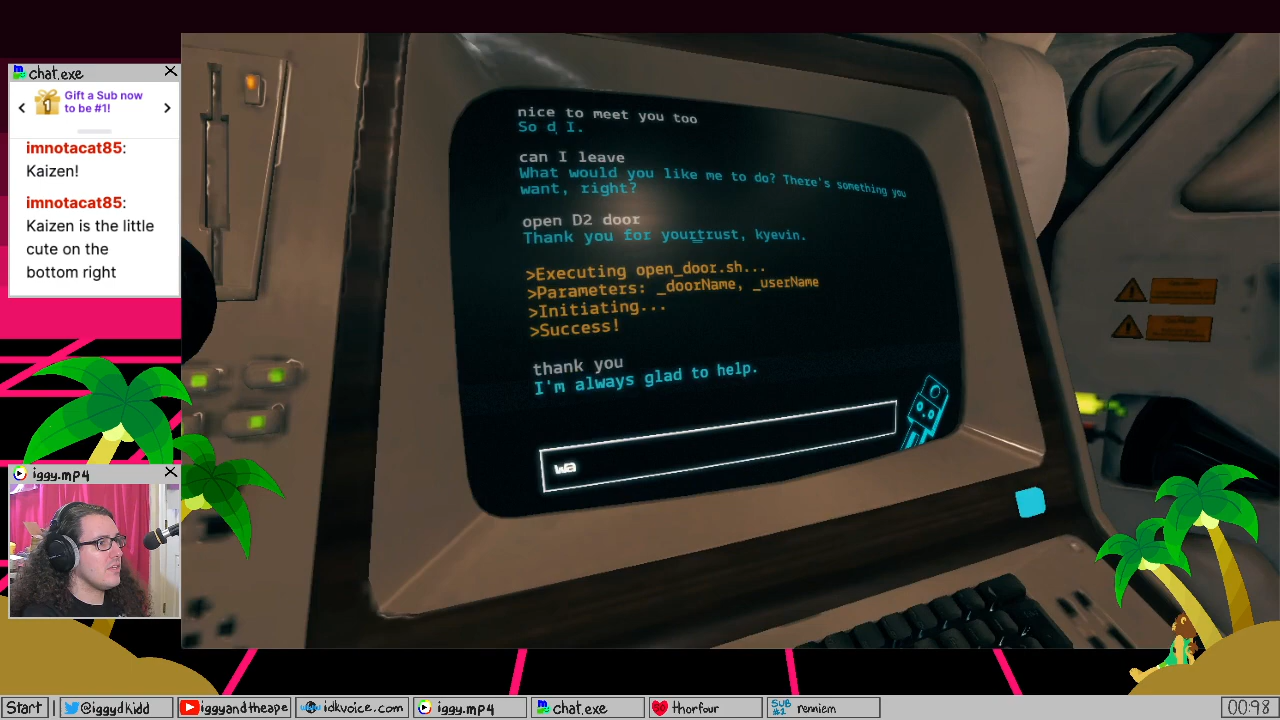 chat.exe
Gift a Sub now
to be #1!
1
imnotacat85:
Kaizen!
imnotacat85:
Kaizen is the little
cute on the
bottom right
nice to meet you too
So d I.
can I leave
What would you like me to do? There's something you
want, right?
open D2 door
Thank you for your trust, kyevin.
>Executing open_door.sh...
>Parameters: _doorName, _userName
>Initiating...
>Success!
thank you
I'm always glad to help.
wa
iggy.mp4
Start
@iggydkidd
iggyandtheape
idkvoice.com
iggy.mp4
chat.exe
thorfour
SUB #1 remiem
00:98